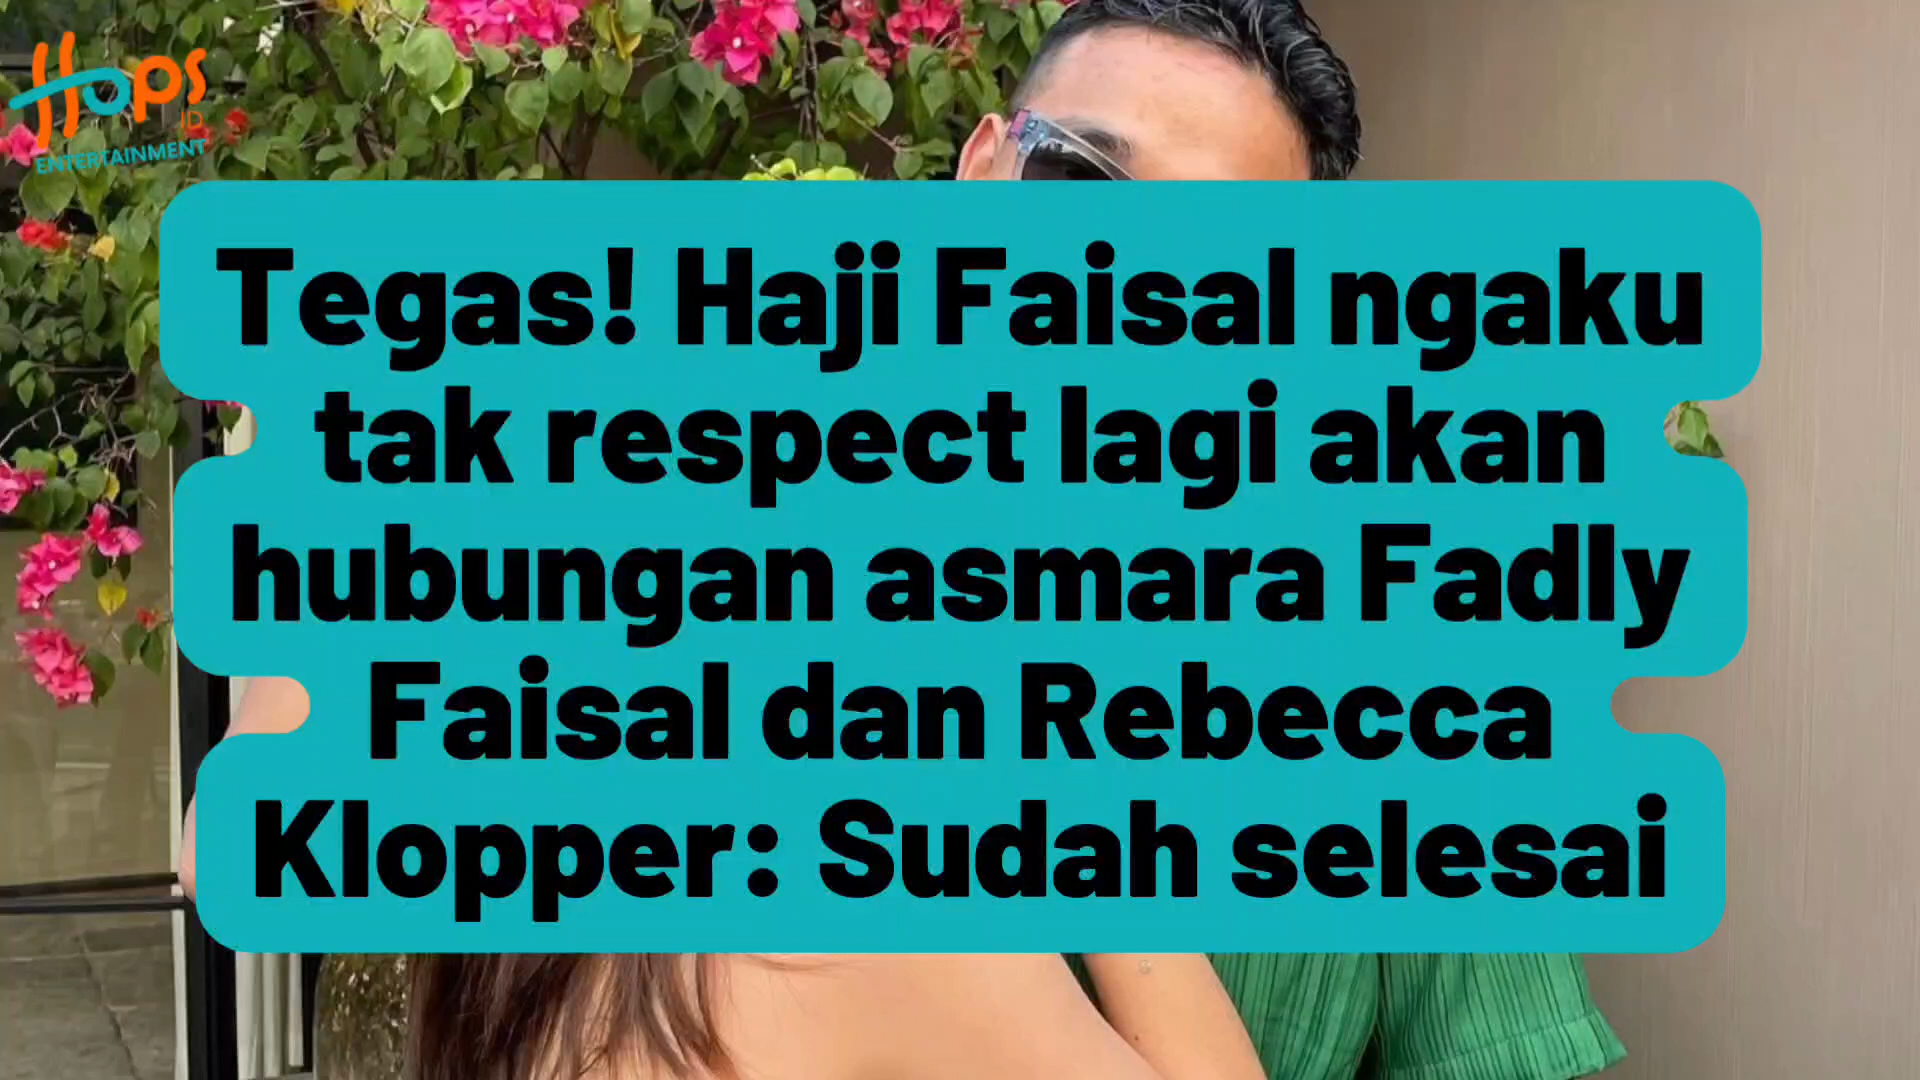 Hops
ID
ENTERTAINMENT
Tegas! Haji Faisal ngaku
tak respect lagi akan
hubungan asmara Fadly
Faisal dan Rebecca
Klopper: Sudah selesai